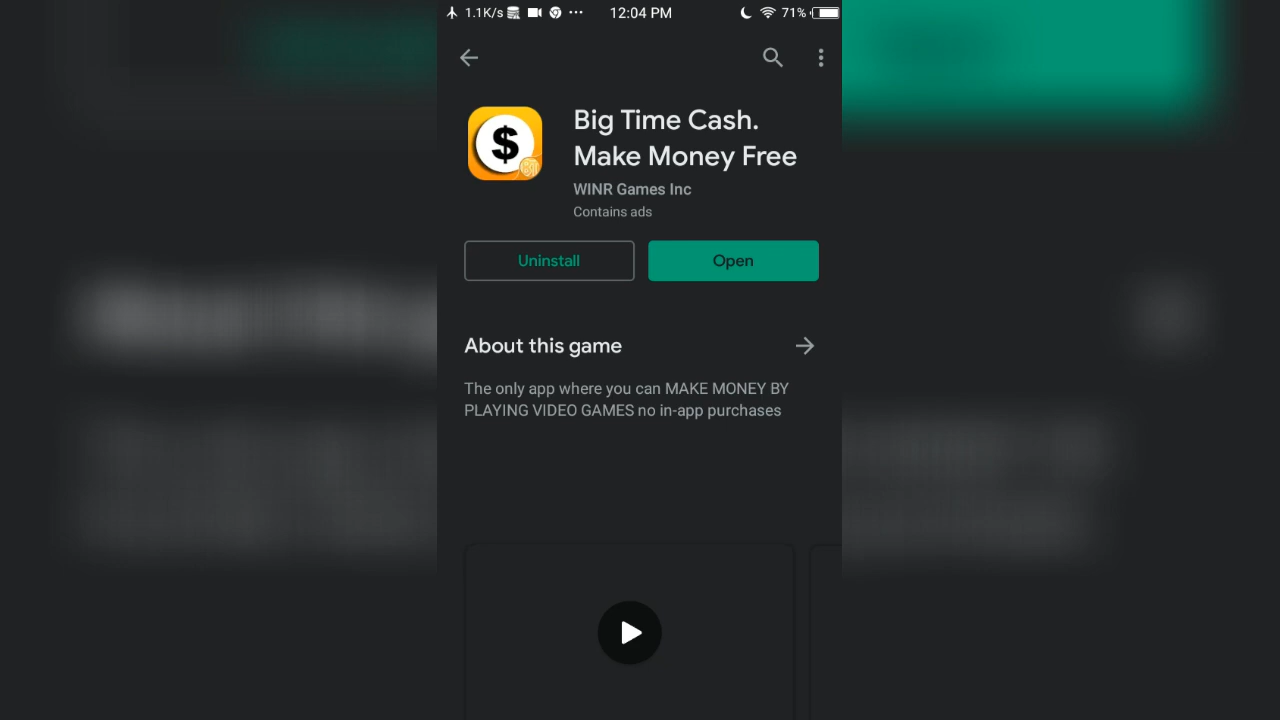 1.1K/s ... 12:04 PM 71%
Big Time Cash.
Make Money Free
$
WINR Games Inc
Contains ads
Uninstall Open
About this game
The only app where you can MAKE MONEY BY
PLAYING VIDEO GAMES no in-app purchases